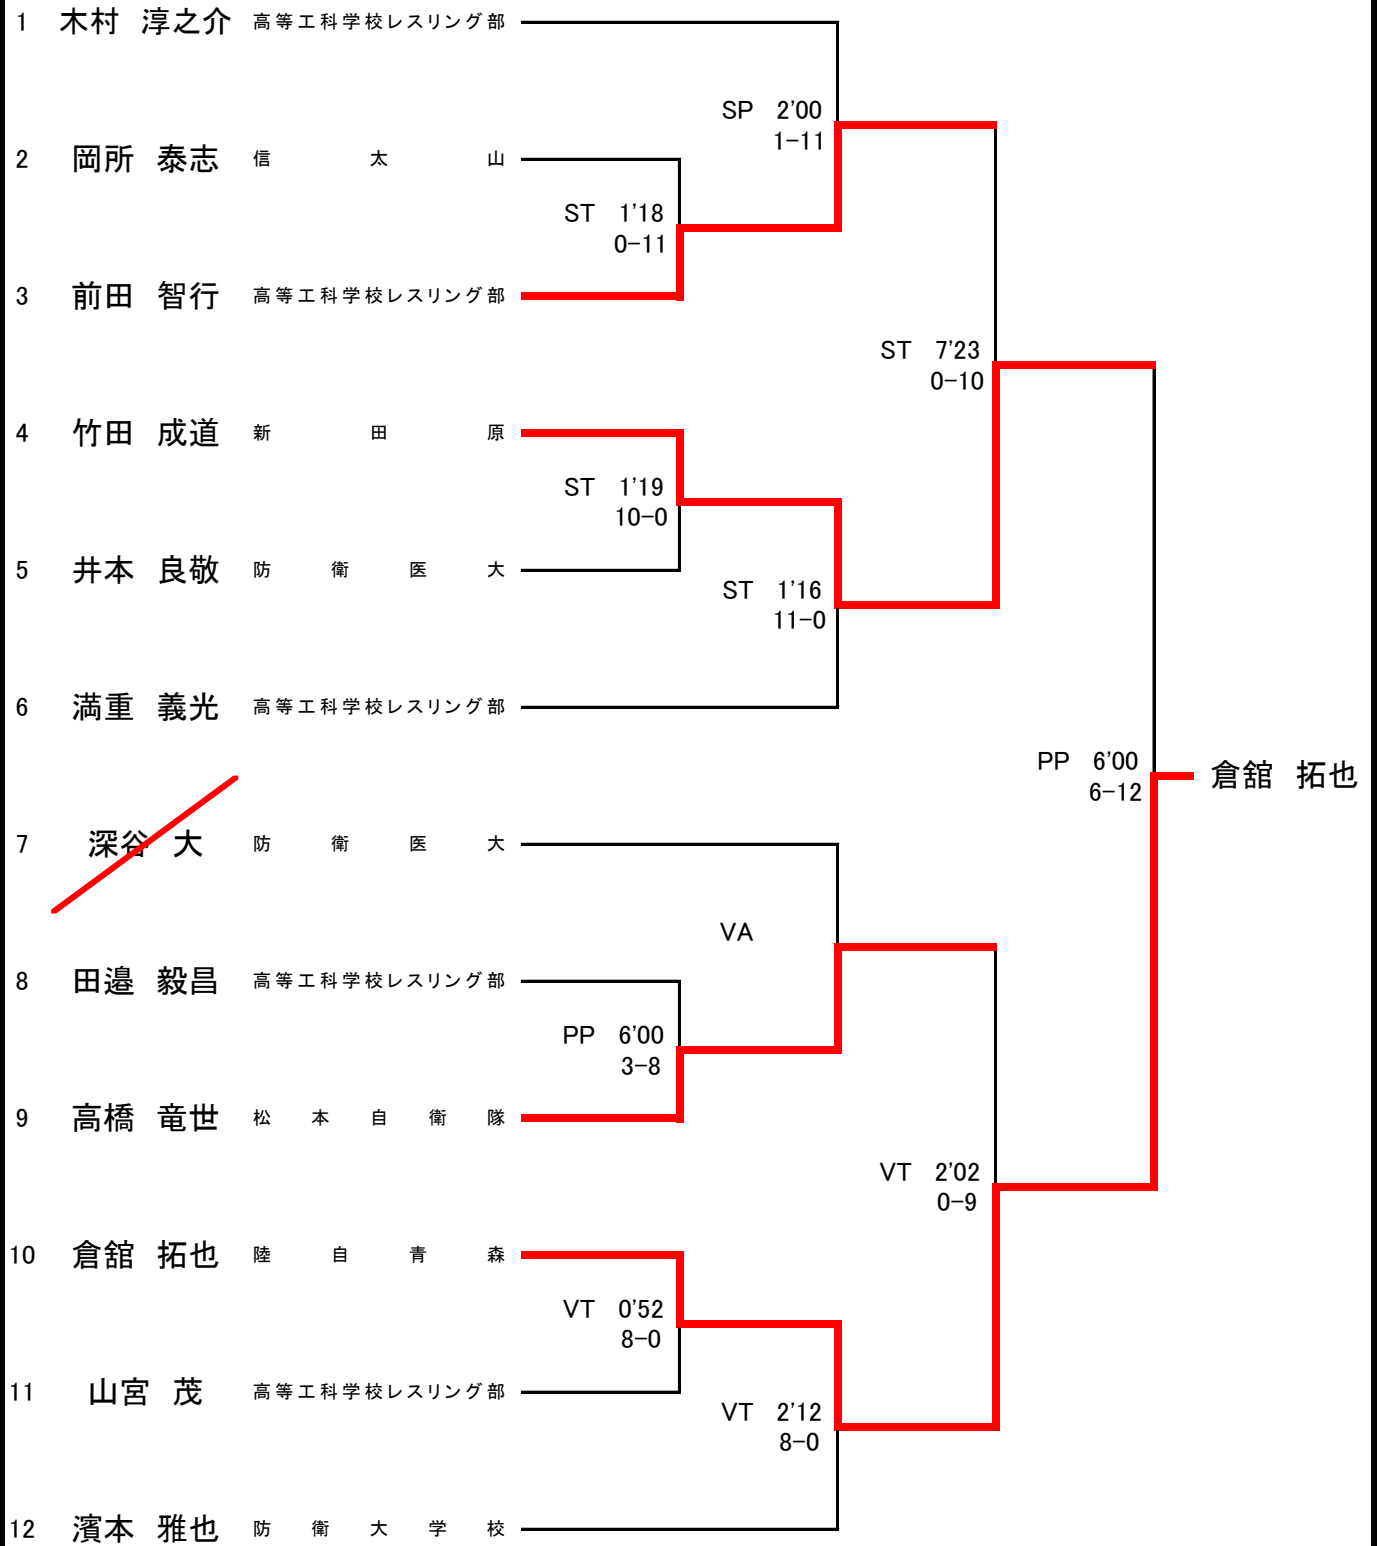 1 木村 淳之介 高等工科学校レスリング部
SP 2'00
1-11
2 岡所 泰志 信太山
ST 1'18
0-11
3 前田 智行 高等工科学校レスリング部
ST 7'23
0-10
4 竹田 成道 新田原
ST 1'19
10-0
5 井本 良敬 防衛医大
ST 1'16
11-0
6 満重 義光 高等工科学校レスリング部
PP 6'00
6-12
倉舘 拓也
7 深谷 大 防衛医大
VA
8 田邉 毅昌 高等工科学校レスリング部
PP 6'00
3-8
9 高橋 竜世 松本自衛隊
VT 2'02
0-9
10 倉舘 拓也 陸自青森
VT 0'52
8-0
11 山宮 茂 高等工科学校レスリング部
VT 2'12
8-0
12 濱本 雅也 防衛大学校